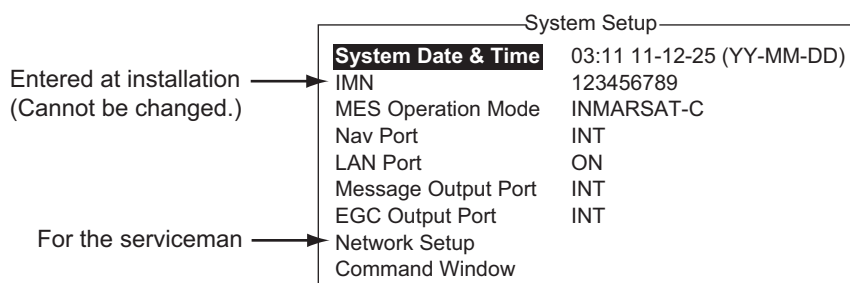 System Setup
System Date & Time 03:11 11-12-25 (YY-MM-DD)
Entered at installation IMN 123456789
(Cannot be changed.) MES Operation Mode INMARSAT-C
Nav Port INT
LAN Port ON
Message Output Port INT
EGC Output Port INT
For the serviceman Network Setup
Command Window